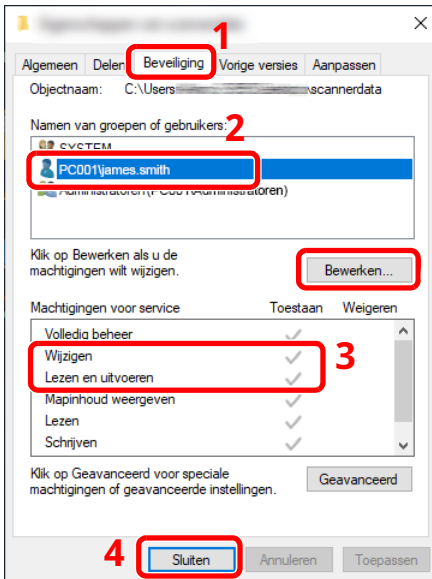 1
Algemeen Delen Beveiliging Vorige versies Aanpassen
Objectnaam: C:\Users \scannerdata
Namen van groepen of gebruikers:
2
SYSTEM
PC001\james.smith
Administratoren (PC001\Administratoren)
Klik op Bewerken als u de
machtigingen wilt wijzigen.
Bewerken...
Machtigingen voor service Toestaan Weigeren
Volledig beheer
Wijzigen
3
Lezen en uitvoeren
Mapinhoud weergeven
Lezen
Schrijven
Klik op Geavanceerd voor speciale
machtigingen of geavanceerde instellingen.
Geavanceerd
4
Sluiten Annuleren Toepassen